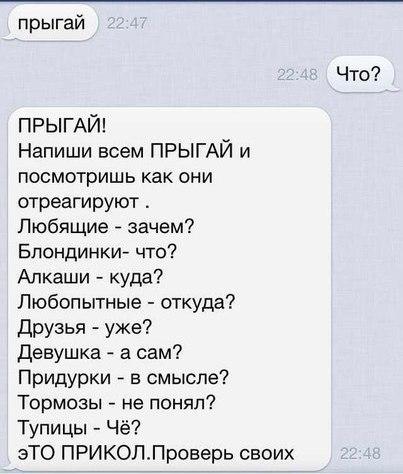 прыгай 22:47
22:48 Что?
ПРЫГАЙ!
Напиши всем ПРЫГАЙ и
посмотришь как они
отреагируют .
Любящие - зачем?
Блондинки- что?
Алкаши - куда?
Любопытные - откуда?
Друзья - уже?
Девушка - а сам?
Придурки - в смысле?
Тормозы - не понял?
Тупицы - Чё?
эТО ПРИКОЛ.Проверь своих 22:48